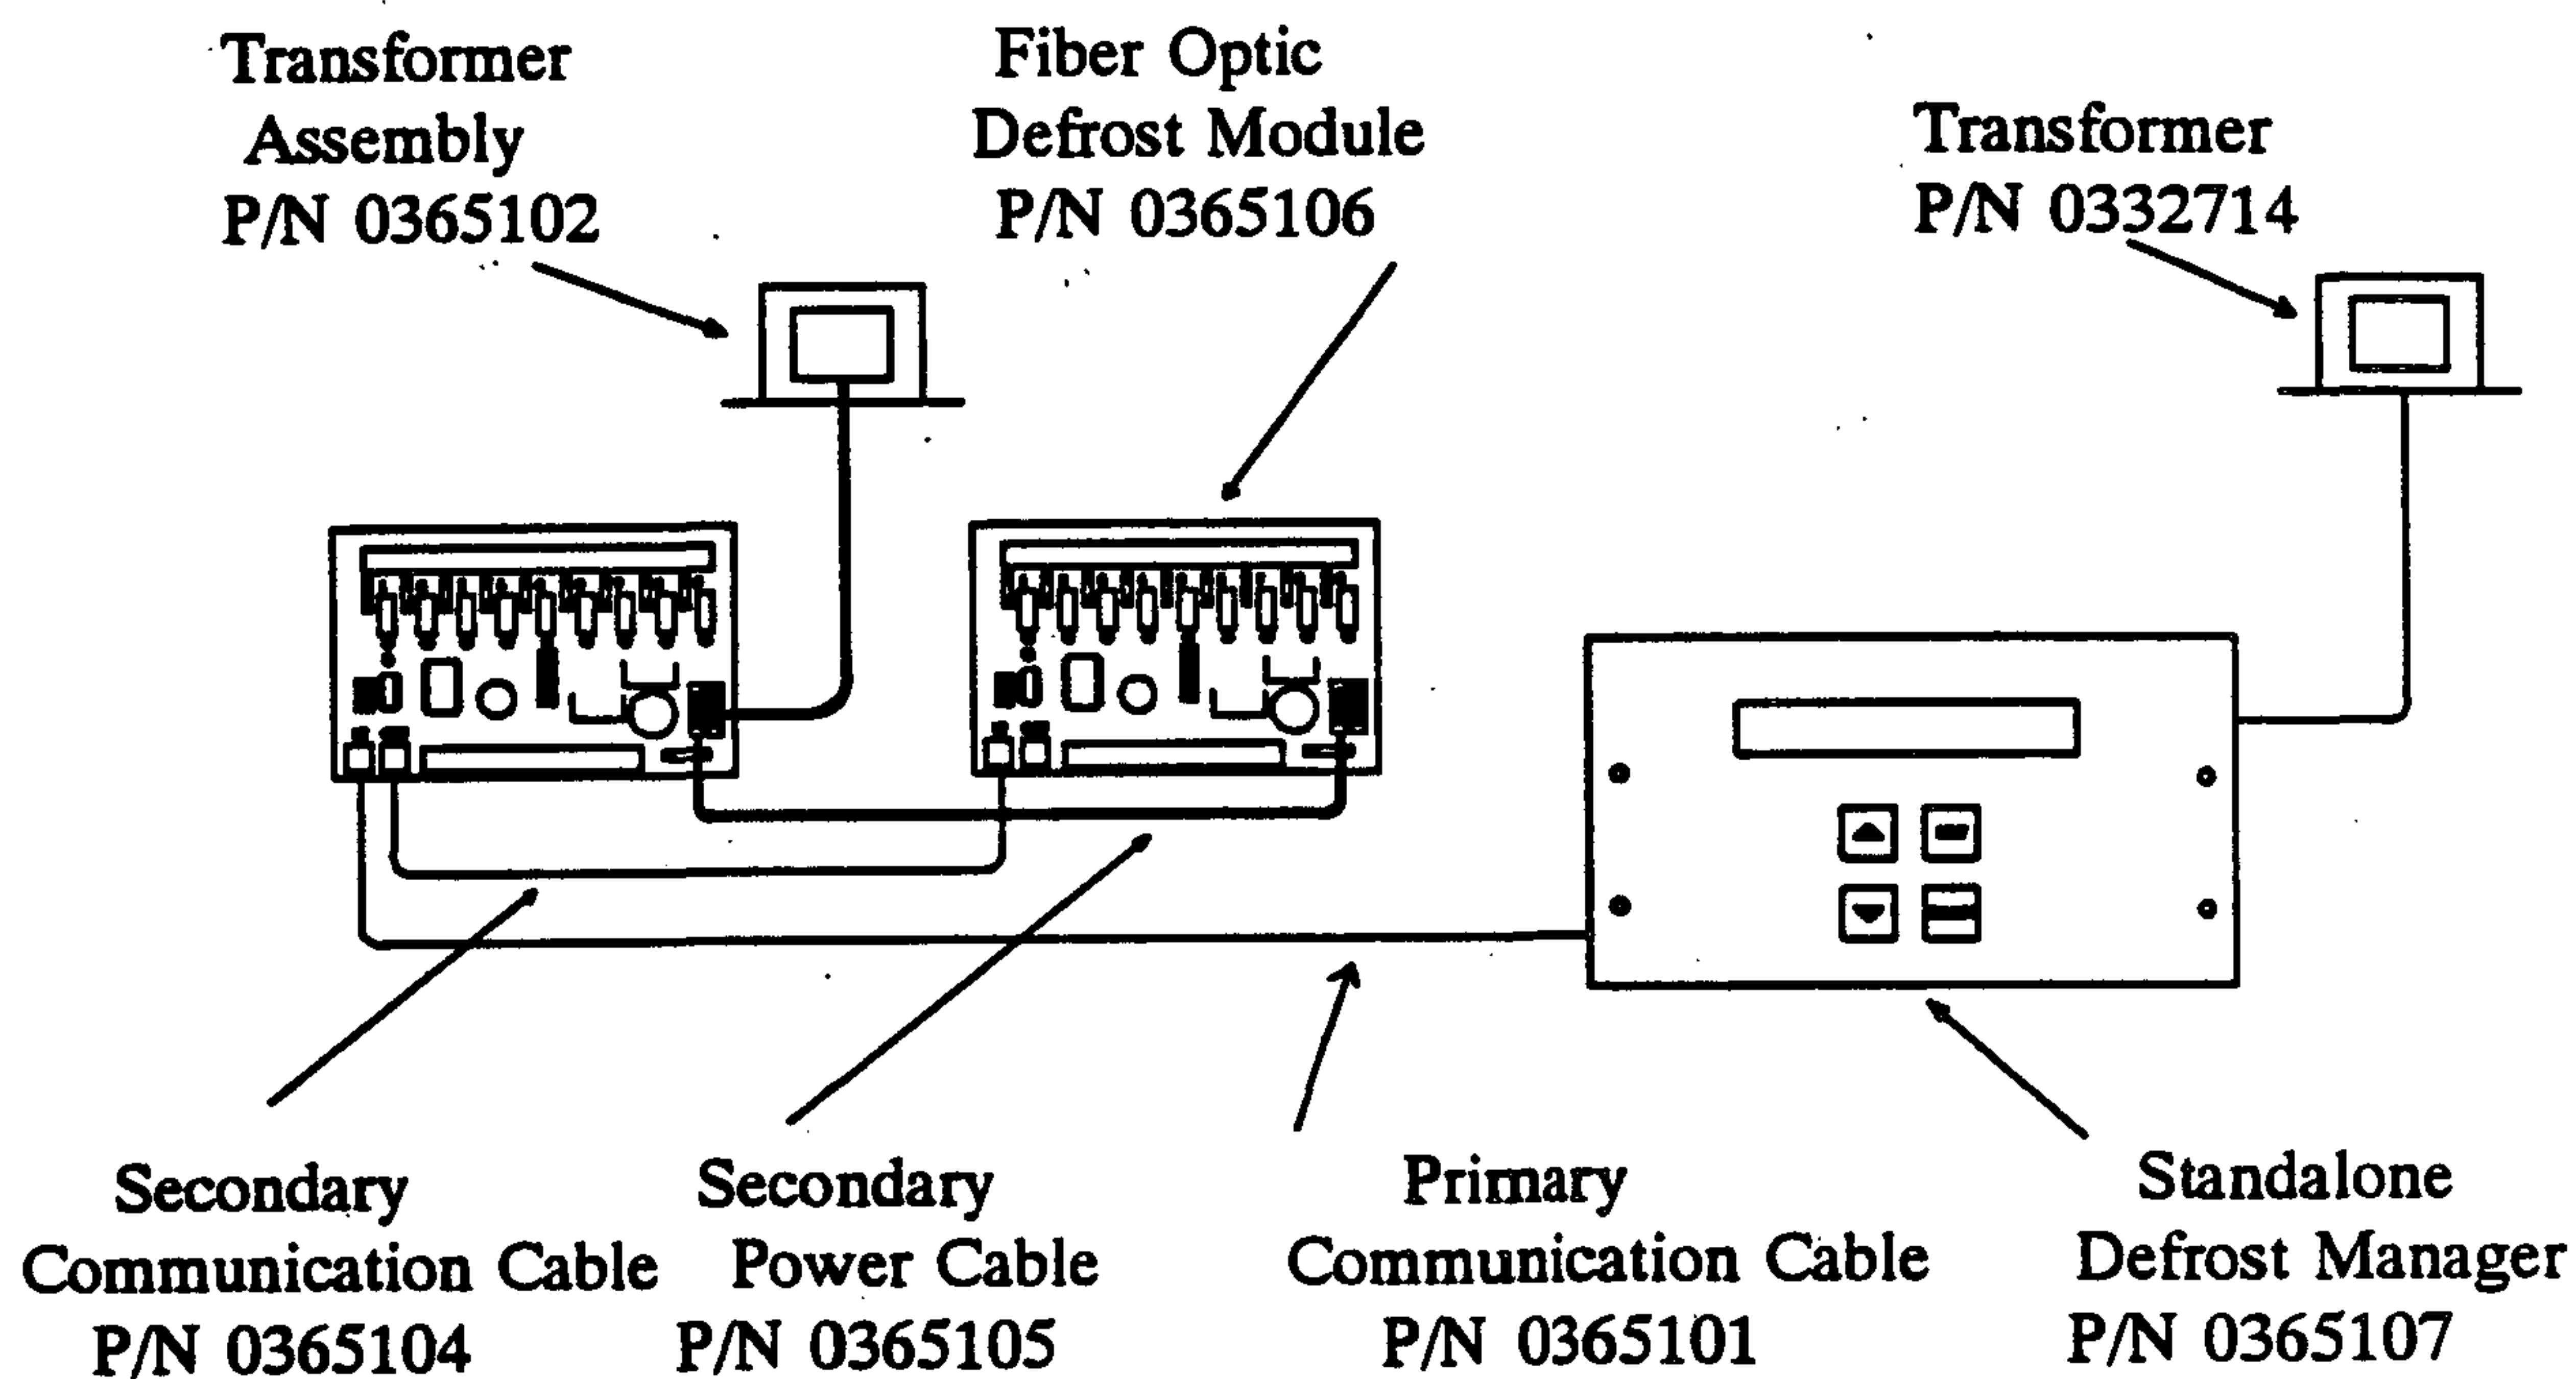 Transformer
Assembly
P/N 0365102
Fiber Optic
Defrost Module
P/N 0365106
Transformer
P/N 0332714
Secondary
Communication Cable
P/N 0365104
Secondary
Power Cable
P/N 0365105
Primary
Communication Cable
P/N 0365101
Standalone
Defrost Manager
P/N 0365107